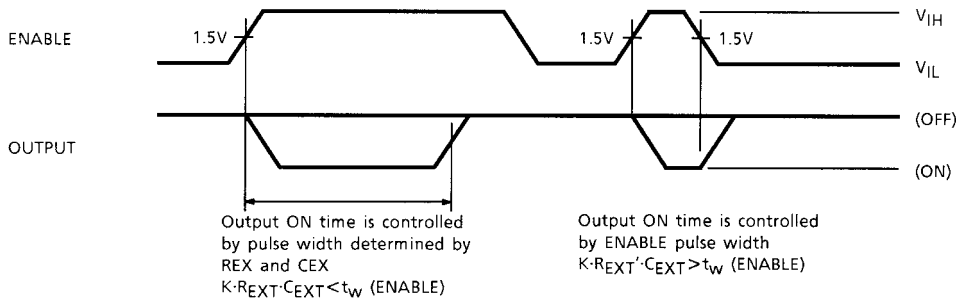 ENABLE
1.5V
1.5V
1.5V
VIH
VIL
OUTPUT
(OFF)
(ON)
Output ON time is controlled
by pulse width determined by
REX and CEX
K·REXT·CEXT<tW (ENABLE)
Output ON time is controlled
by ENABLE pulse width
K·REXT'·CEXT>tW (ENABLE)